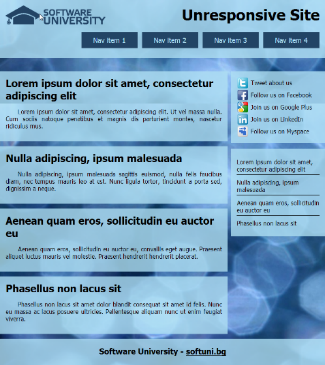 SOFTWARE
UNIVERSITY
Unresponsive Site
Nav Item 1
Nav Item 2
Nav Item 3
Nav Item 4
Lorem ipsum dolor sit amet, consectetur
adipiscing elit
Lorem ipsum dolor sit amet, consectetur adipiscing elit. Ut vel massa nulla.
Cum sociis natoque penatibus et magnis dis parturient montes, nascetur
ridiculus mus.
Nulla adipiscing, ipsum malesuada
Nulla adipiscing, ipsum malesuada sagittis euismod, nulla felis faucibus
diam, nec tempus mauris leo at est. Nunc ligula tortor, tincidunt a porta sed,
dignissim a neque.
Aenean quam eros, sollicitudin eu auctor
eu
Aenean quam eros, sollicitudin eu auctor eu, convallis eget augue. Praesent
aliquet luctus mauris vel molestie. Praesent hendrerit hendrerit placerat.
Phasellus non lacus sit
Phasellus non lacus sit amet dolor blandit consequat sit amet id felis. Nunc
eu massa ac lacus posuere ultricies. Pellentesque aliquam nunc ut enim feugiat
viverra.
Tweet about us
Follow us on Facebook
Join us on Google Plus
Join us on LinkedIn
Follow us on Myspace
Lorem ipsum dolor sit amet
Nulla adipiscing, ipsum
malesuada
Aenean quam eros, sollicitudin
eu auctor eu
Phasellus non lacus sit
Software University - softuni.bg